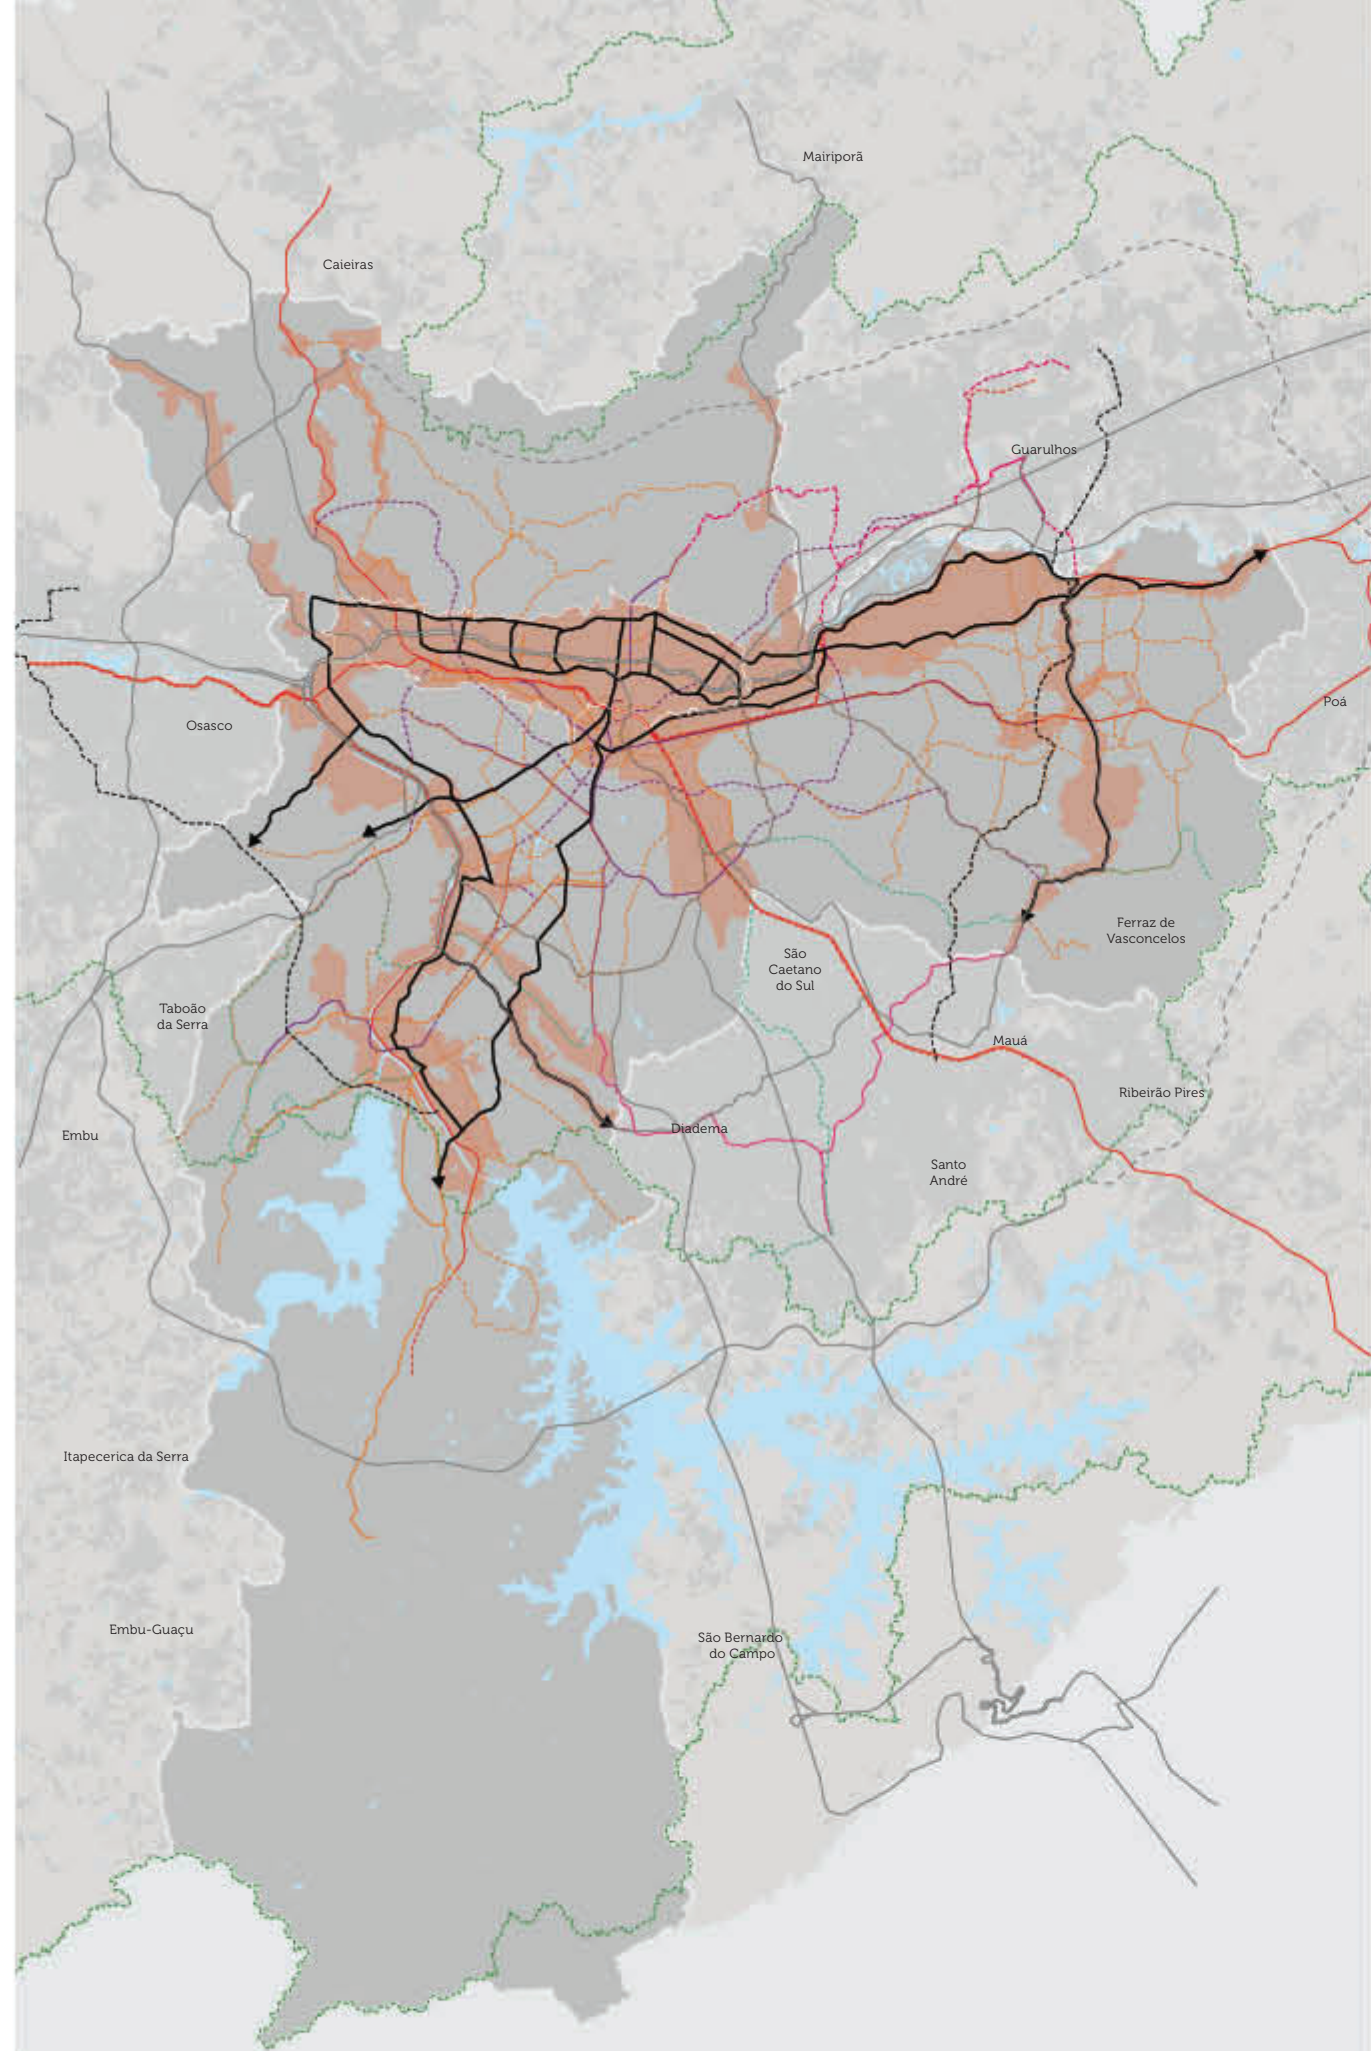 Mairiporã
Caieiras
Guarulhos
Poá
Osasco
Ferraz de
Vasconcelos
São
Caetano
do Sul
Taboão
da Serra
Mauá
Ribeirão Pires
Diadema
Embu
Santo
André
Itapecerica da Serra
Embu-Guaçu
São Bernardo
do Campo